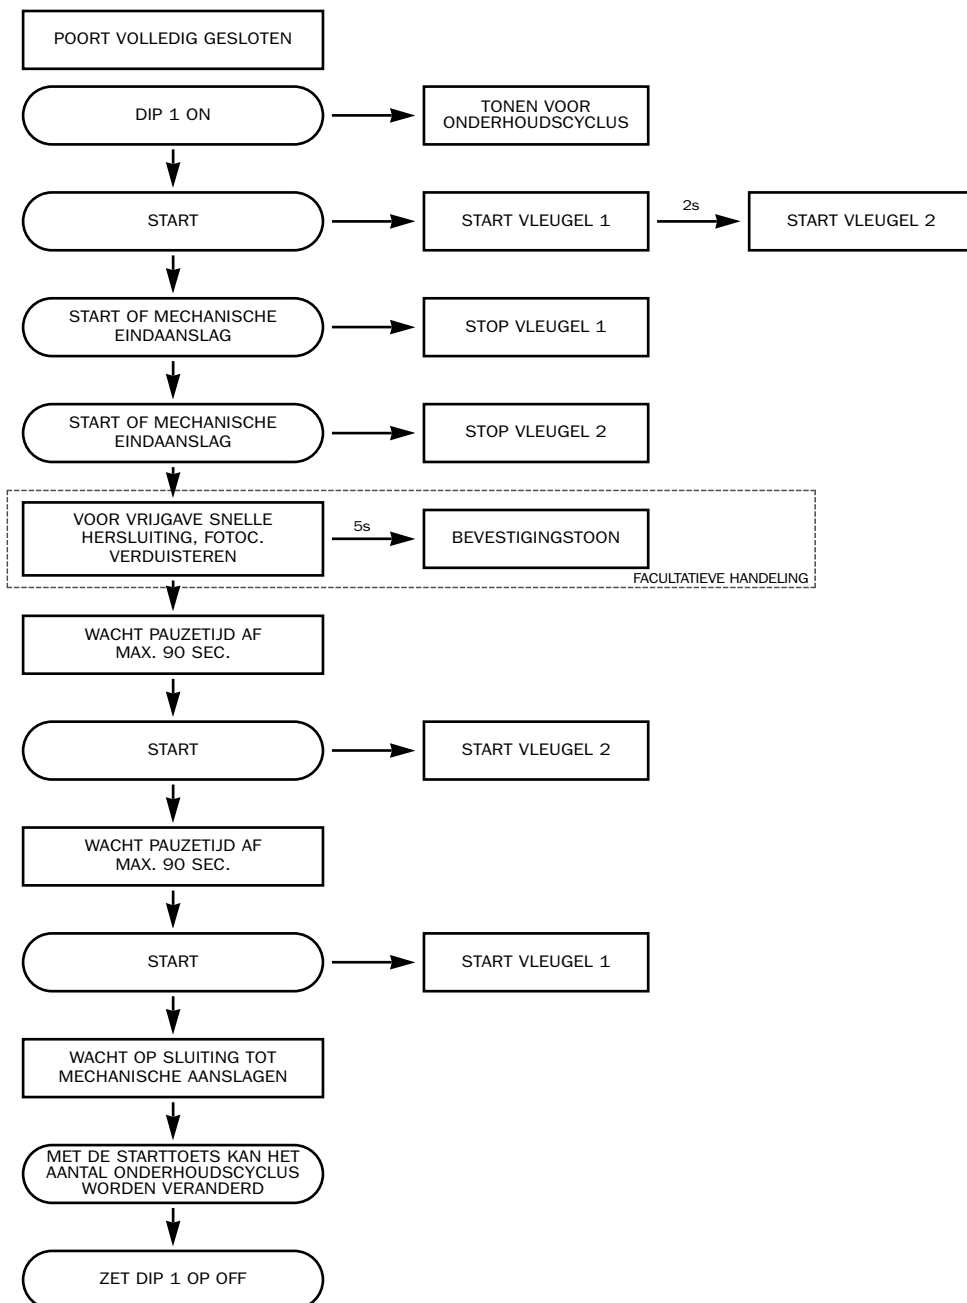 POORT VOLLEDIG GESLOTEN
DIP 1 ON
TONEN VOOR
ONDERHOUDSCYCLUS
START
START VLEUGEL 1
2s
START VLEUGEL 2
START OF MECHANISCHE
EINDAANSLAG
STOP VLEUGEL 1
START OF MECHANISCHE
EINDAANSLAG
STOP VLEUGEL 2
VOOR VRIJGAVE SNELLE
HERSLUITING, FOTOC.
VERDUISTEREN
5s
BEVESTIGINGSTOON
FACULTATIEVE HANDELING
WACHT PAUZETIJD AF
MAX. 90 SEC.
START
START VLEUGEL 2
WACHT PAUZETIJD AF
MAX. 90 SEC.
START
START VLEUGEL 1
WACHT OP SLUITING TOT
MECHANISCHE AANSLAGEN
MET DE STARTTOETS KAN HET
AANTAL ONDERHOUDSCYCLUS
WORDEN VERANDERD
ZET DIP 1 OP OFF